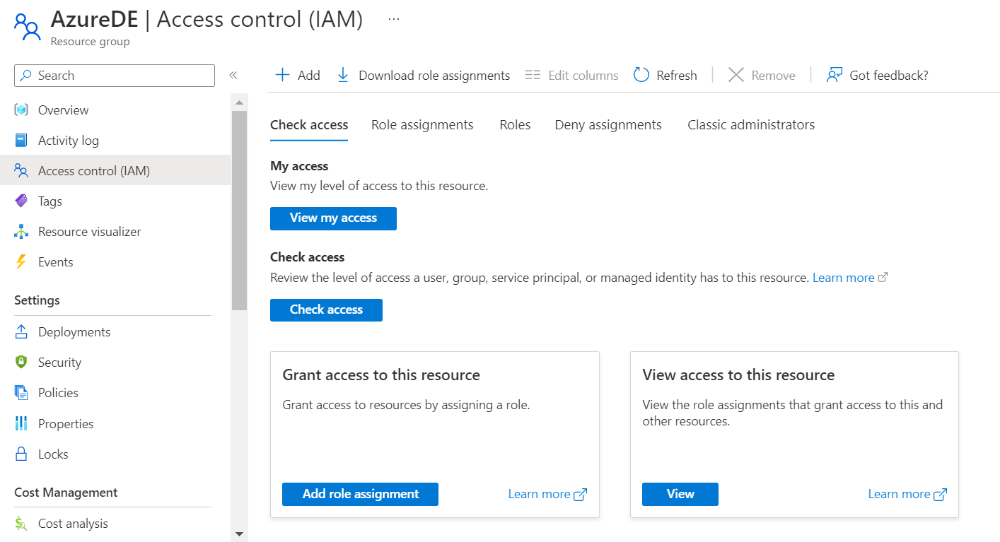 AzureDE | Access control (IAM) ...
Resource group
Search
«
Overview
Activity log
Access control (IAM)
Tags
Resource visualizer
Events
Settings
Deployments
Security
Policies
Properties
Locks
Cost Management
Cost analysis
Add
Download role assignments
Edit columns
Refresh
Remove
Got feedback?
Check access
Role assignments
Roles
Deny assignments
Classic administrators
My access
View my level of access to this resource.
View my access
Check access
Review the level of access a user, group, service principal, or managed identity has to this resource. Learn more
Check access
Grant access to this resource
Grant access to resources by assigning a role.
Add role assignment
Learn more
View access to this resource
View the role assignments that grant access to this and
other resources.
View
Learn more